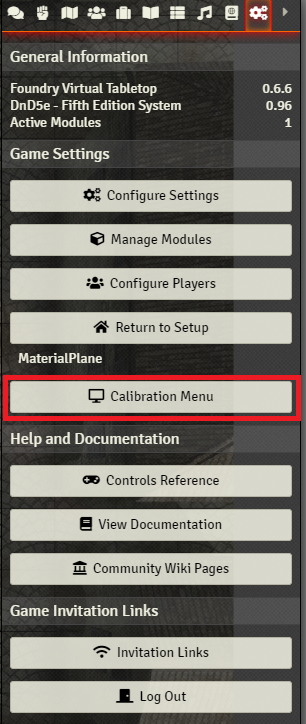 General Information
Foundry Virtual Tabletop 0.6.6
DnD5e - Fifth Edition System 0.96
Active Modules 1
Game Settings
Configure Settings
Manage Modules
Configure Players
Return to Setup
MaterialPlane
Calibration Menu
Help and Documentation
Controls Reference
View Documentation
Community Wiki Pages
Game Invitation Links
Invitation Links
Log Out